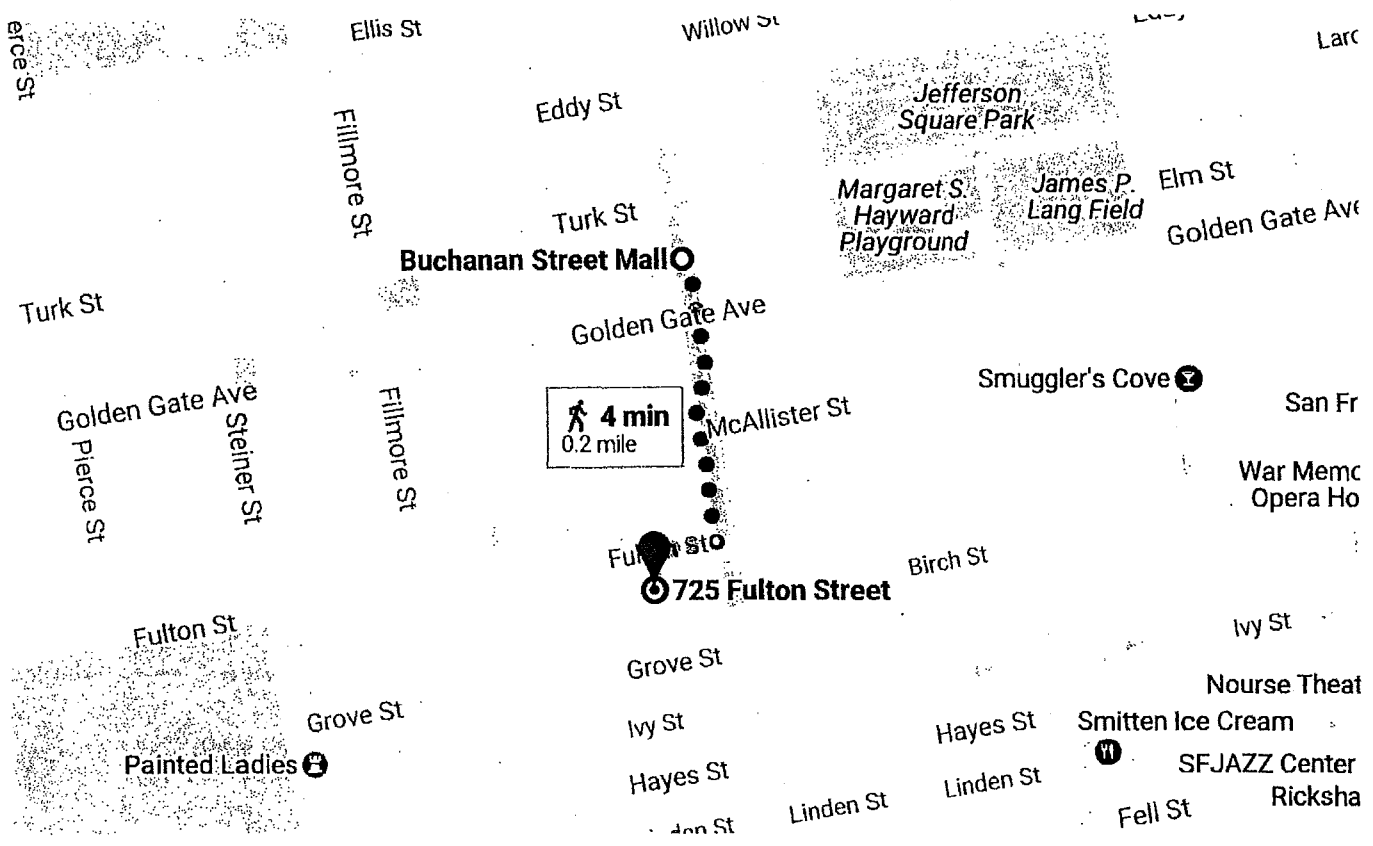 erce St
Ellis St
Willow St
Larc
Eddy St
Jefferson
Square Park
Fillmore St
Turk St
Margaret S.
Hayward
Playground
James P.
Lang Field
Elm St
Golden Gate Ave
Buchanan Street Mall
Turk St
Golden Gate Ave
Smuggler's Cove
Golden Gate Ave
Steiner St
Pierce St
Fillmore St
4 min
0.2 mile
McAllister St
San Fr
War Memo
Opera Ho
Fulton St
725 Fulton Street
Birch St
Fulton St
Ivy St
Grove St
Nourse Theat
Grove St
Ivy St
Hayes St
Smitten Ice Cream
Painted Ladies
Hayes St
Linden St
SFJAZZ Center
Ricksha
Linden St
Fell St